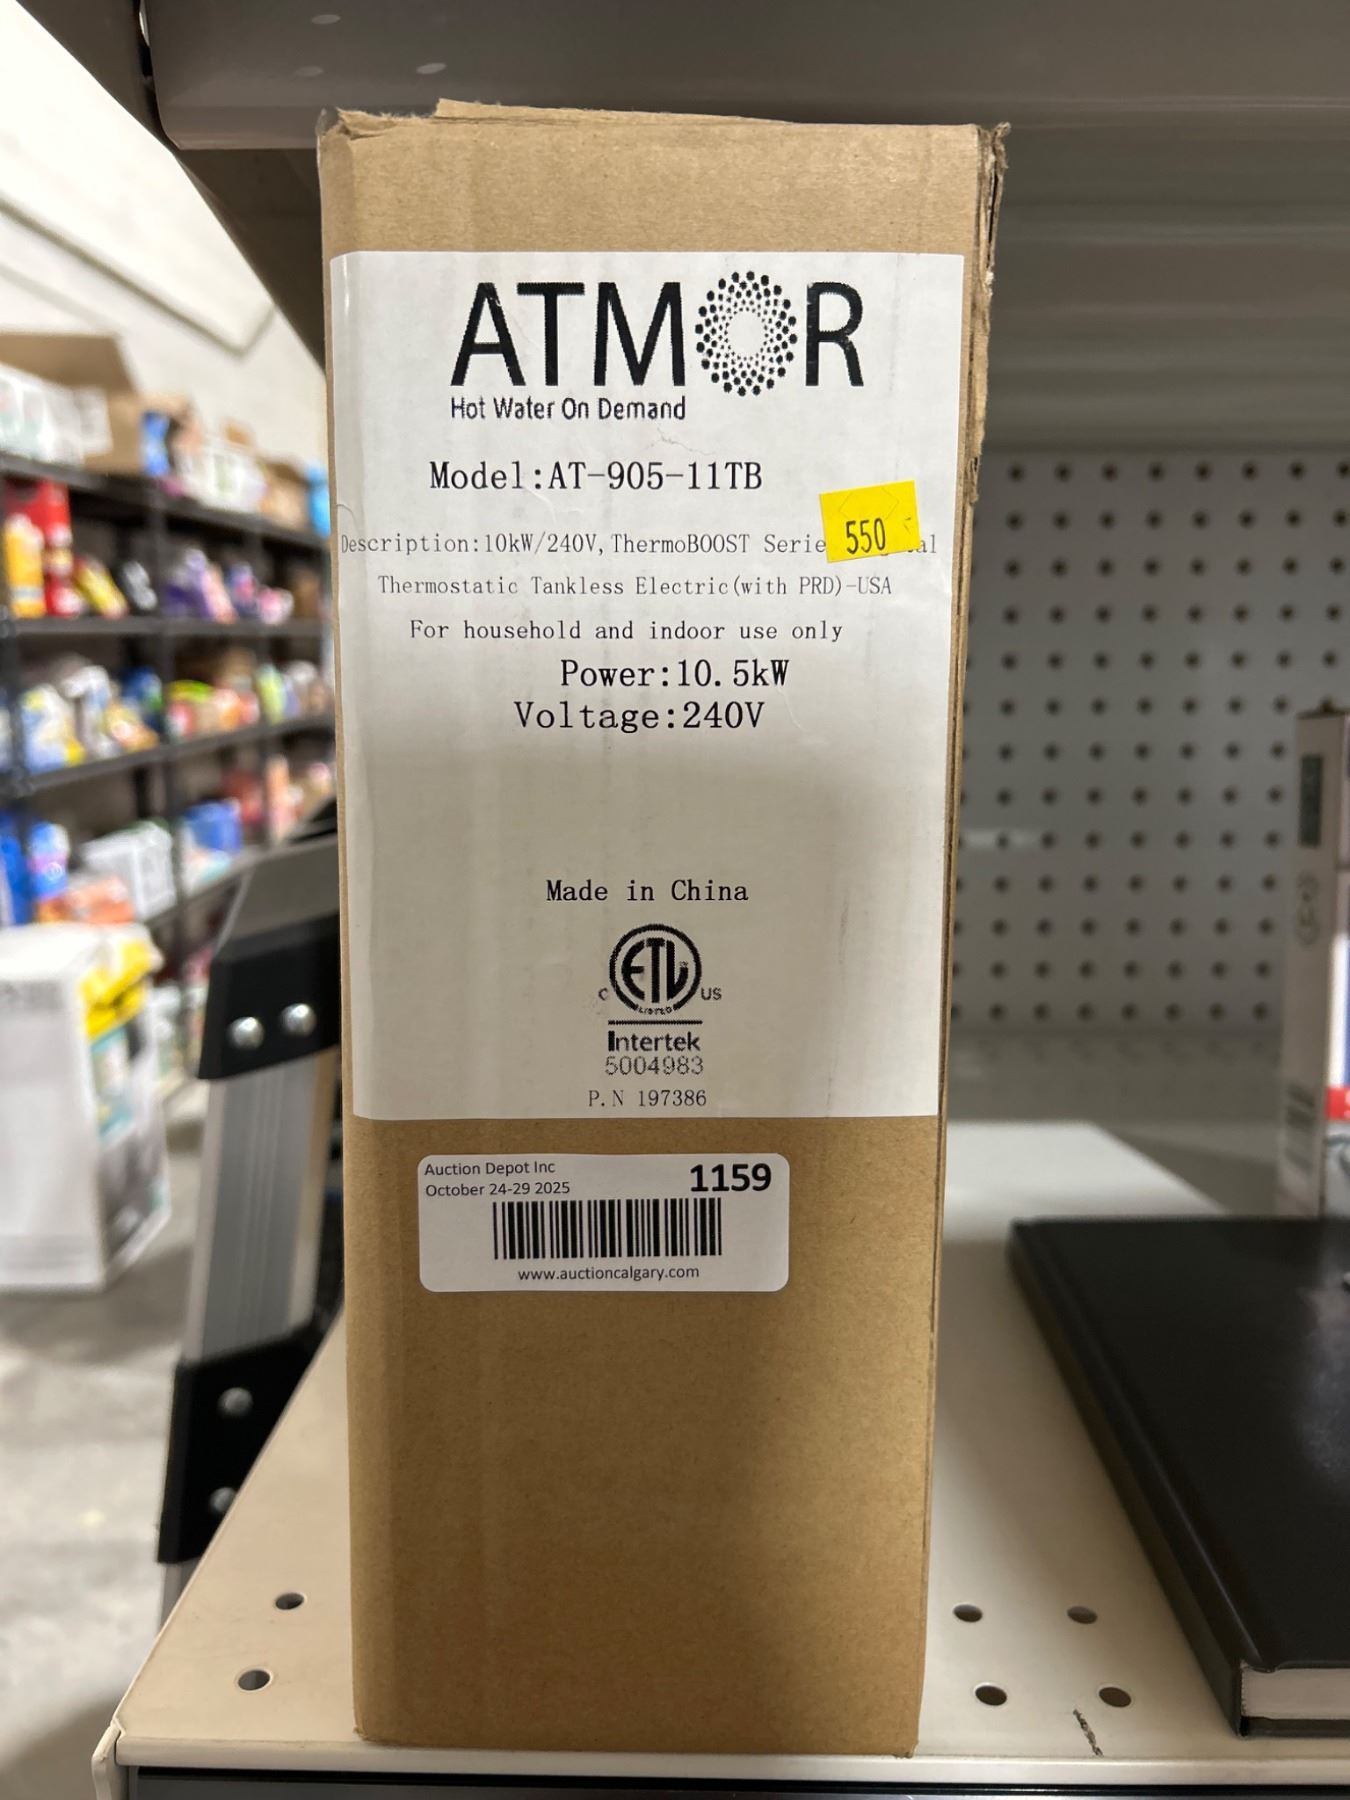 ATMOR
Hot Water On Demand
Model:AT-905-11TB
550
Description:10kW/240V, ThermoBOOST Serie al
Thermostatic Tankless Electric(with PRD)-USA
For household and indoor use only
Power:10.5kW
Voltage:240V
Made in China
ETL
C US
LISTED
Intertek
5004983
P.N 197386
Auction Depot Inc
1159
October 24-29 2025
www.auctioncalgary.com